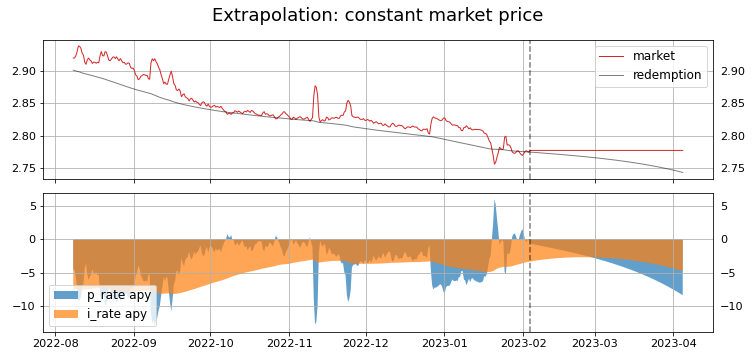 Extrapolation: constant market price
market
redemption
2.90 2.90
2.85 2.85
2.80 2.80
2.75 2.75
5 5
0 0
−5 −5
−10 −10
p_rate apy
i_rate apy
2022-08 2022-09 2022-10 2022-11 2022-12 2023-01 2023-02 2023-03 2023-04